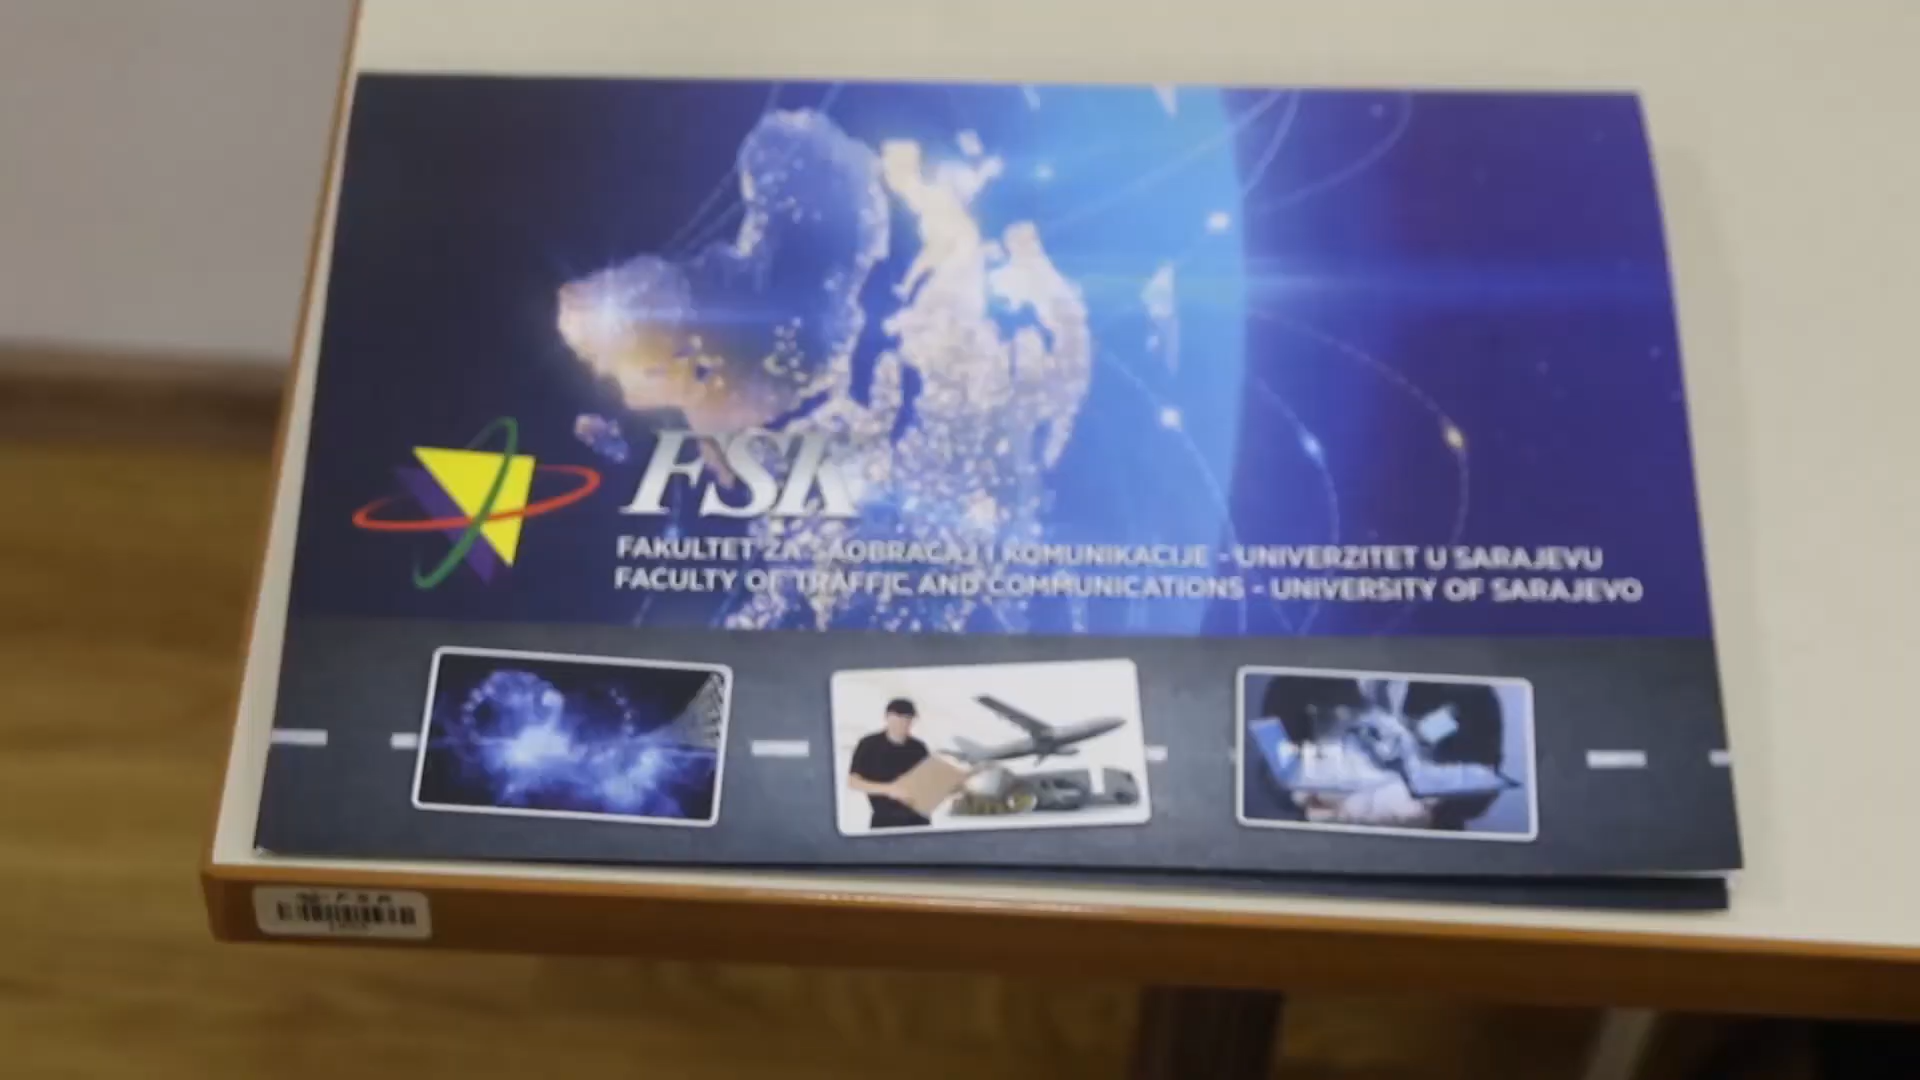 FSK
FAKULTET ZA SAOBRAĆAJ I KOMUNIKACIJE - UNIVERZITET U SARAJEVU
FACULTY OF TRAFFIC AND COMMUNICATIONS - UNIVERSITY OF SARAJEVO